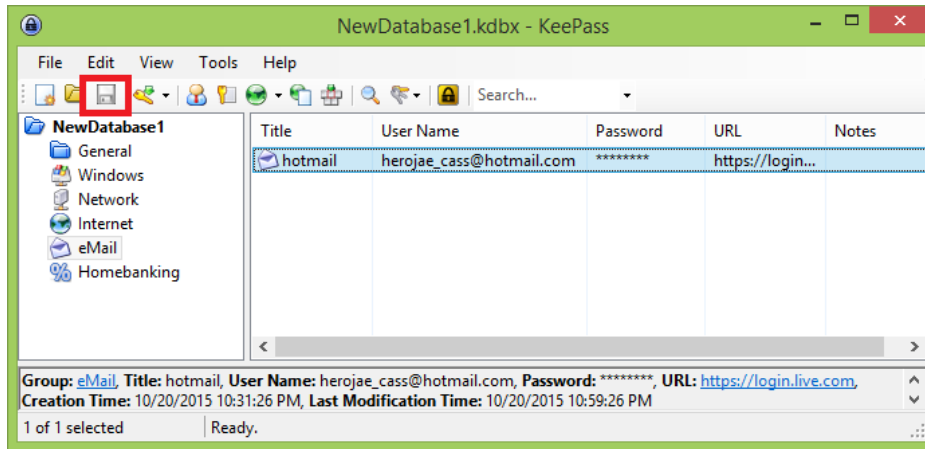 NewDatabase1.kdbx - KeePass
File Edit View Tools Help
Search...
NewDatabase1
General
Windows
Network
Internet
eMail
Homebanking
Title User Name Password URL Notes
hotmail herojae_cass@hotmail.com ******** https://login...
Group: eMail, Title: hotmail, User Name: herojae_cass@hotmail.com, Password: ********, URL: https://login.live.com,
Creation Time: 10/20/2015 10:31:26 PM, Last Modification Time: 10/20/2015 10:59:26 PM
1 of 1 selected Ready.